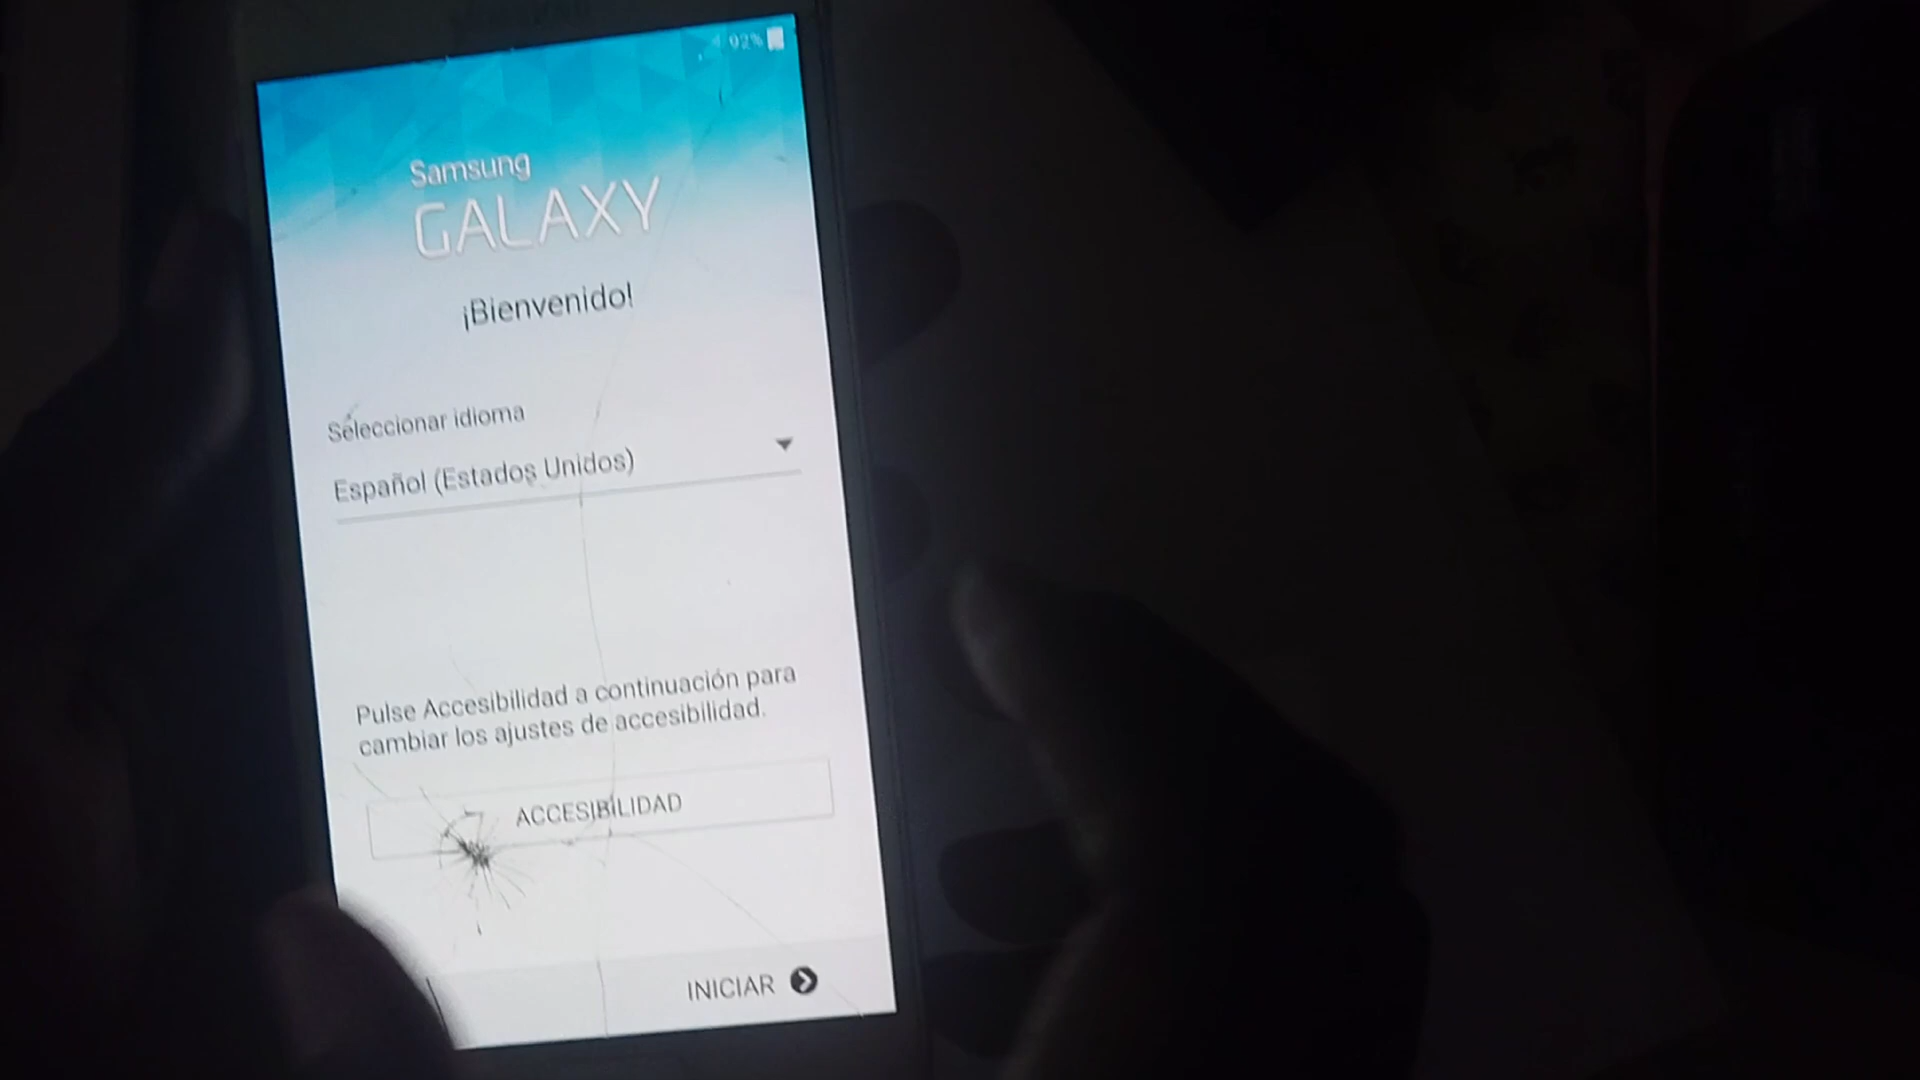 92%
Samsung
GALAXY
¡Bienvenido!
Seleccionar idioma
Español (Estados Unidos)
Pulse Accesibilidad a continuación para
cambiar los ajustes de accesibilidad.
ACCESIBILIDAD
INICIAR